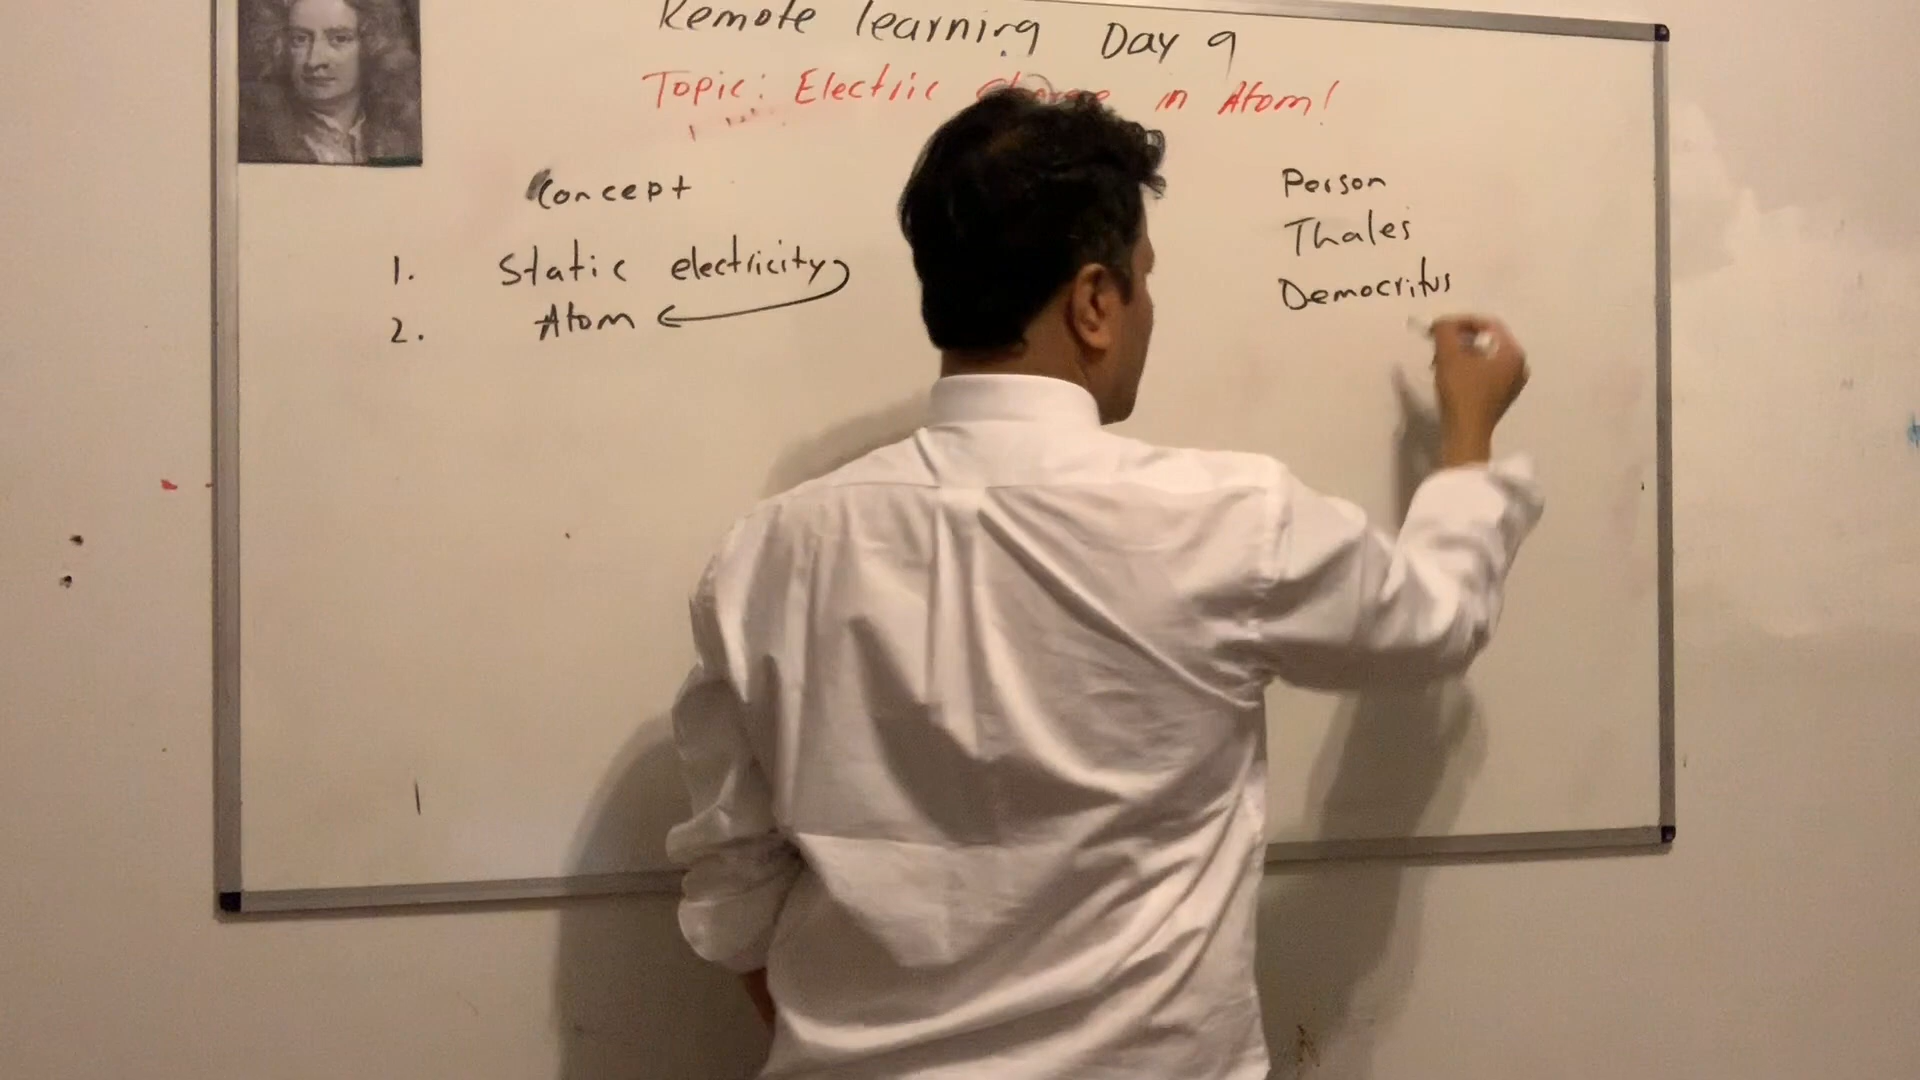 Remote learning Day 9
Topic: Electric Charge in Atom!
Concept Person
1. Static electricity Thales
2. Atom Democritus